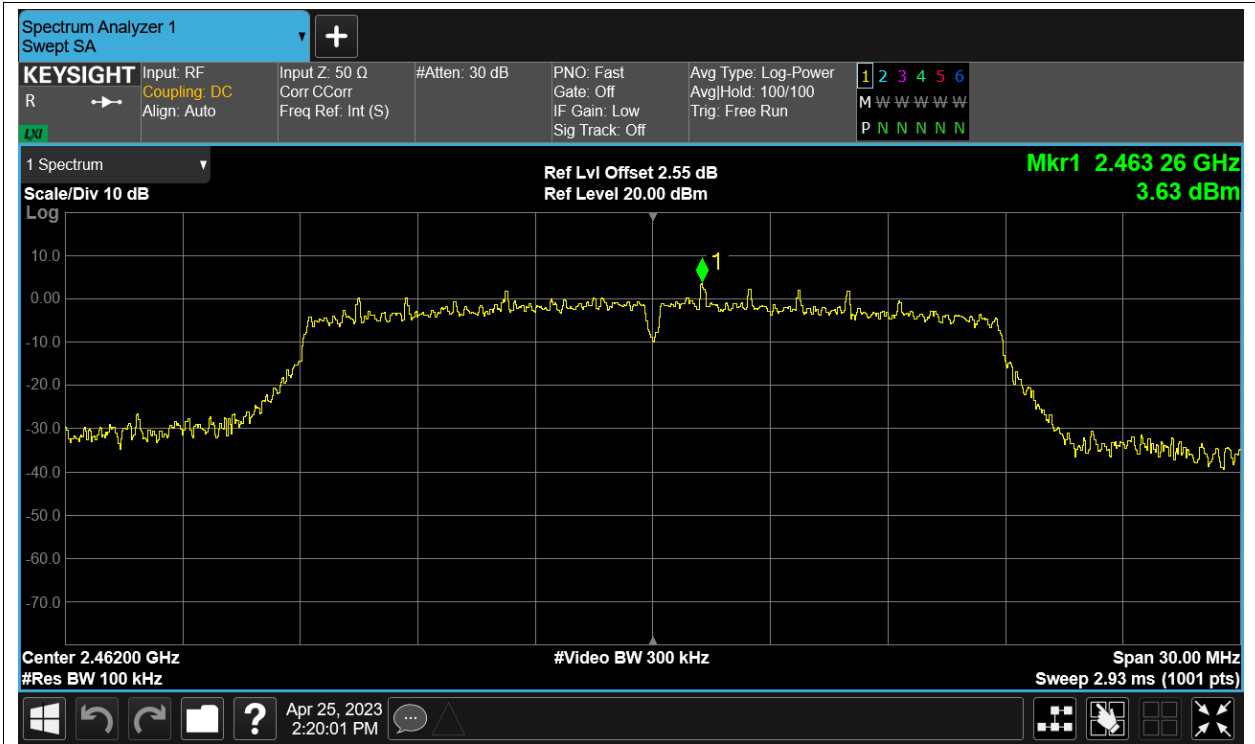 Spectrum Analyzer 1
Swept SA
+
KEYSIGHT
R
LXI
Input: RF
Coupling: DC
Align: Auto
Input Z: 50 Ω
Corr CCorr
Freq Ref: Int (S)
#Atten: 30 dB
PNO: Fast
Gate: Off
IF Gain: Low
Sig Track: Off
Avg Type: Log-Power
Avg|Hold: 100/100
Trig: Free Run
1 2 3 4 5 6
M W W W W W
P N N N N N
1 Spectrum
Scale/Div 10 dB
Log
Ref Lvl Offset 2.55 dB
Ref Level 20.00 dBm
Mkr1 2.463 26 GHz
3.63 dBm
1
10.0
0.00
-10.0
-20.0
-30.0
-40.0
-50.0
-60.0
-70.0
Center 2.46200 GHz
#Res BW 100 kHz
#Video BW 300 kHz
Span 30.00 MHz
Sweep 2.93 ms (1001 pts)
?
Apr 25, 2023
2:20:01 PM